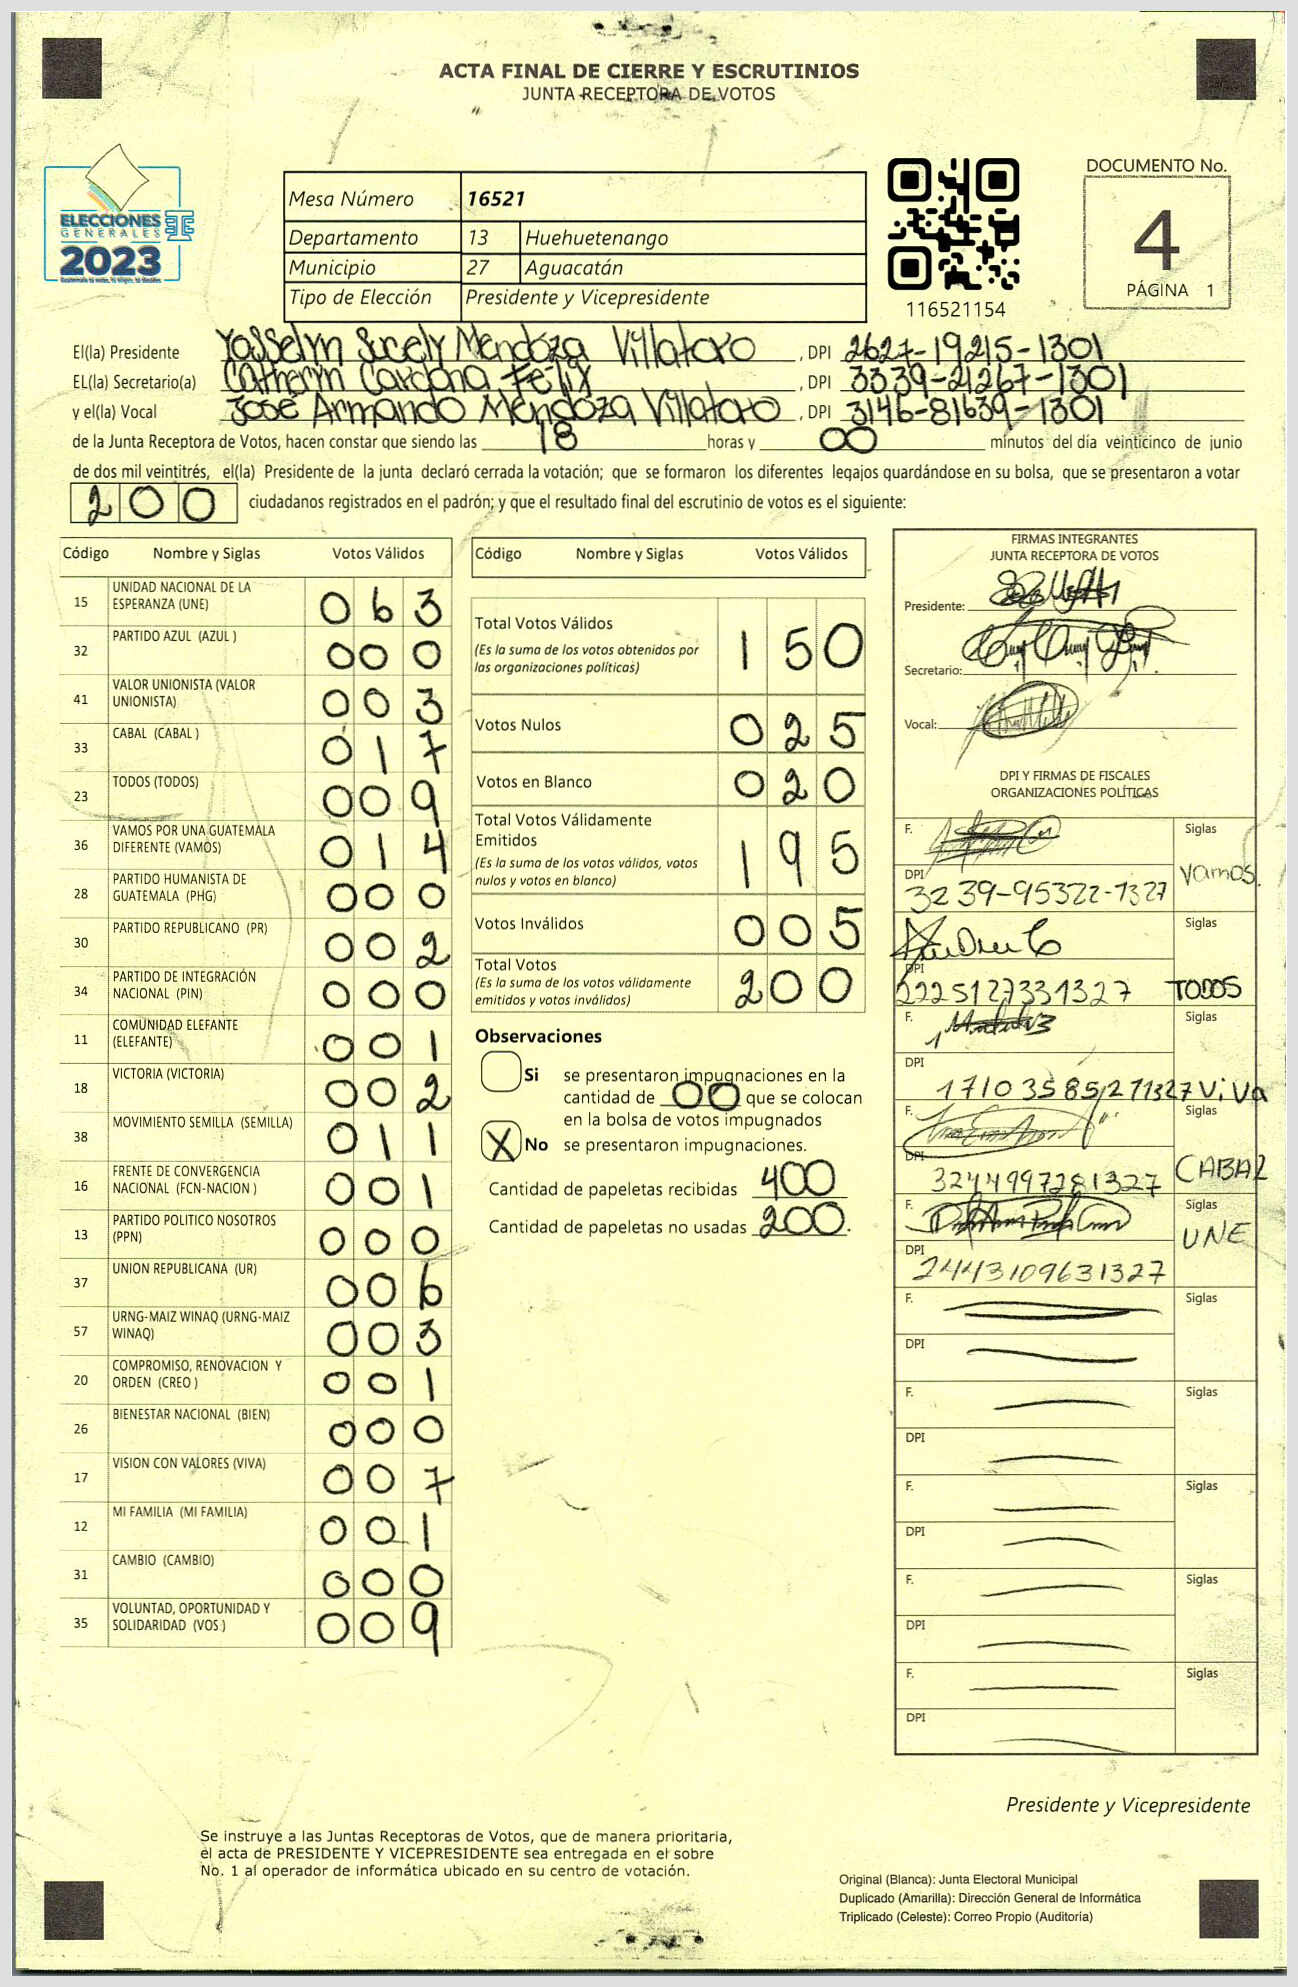 ACTA FINAL DE CIERRE Y ESCRUTINIOS
JUNTA RECEPTORA DE VOTOS
ELECCIONES
GENERALES
2023
Mesa Número 16521
Departamento 13 Huehuetenango
Municipio 27 Aguacatán
Tipo de Elección Presidente y Vicepresidente
116521154
DOCUMENTO No.
4
PÁGINA 1
El(la) Presidente Yosselyn Sucely Mendoza Villatoro, DPI 2627-19215-1301
EL(la) Secretario(a) Catheryn Cardona Felix, DPI 3339-21267-1301
y el(la) Vocal José Armando Mendoza Villatoro, DPI 3146-81639-1301
de la Junta Receptora de Votos, hacen constar que siendo las 18 horas y 00 minutos del día veinticinco de junio
de dos mil veintitrés, el(la) Presidente de la junta declaró cerrada la votación; que se formaron los diferentes legajos guardándose en su bolsa, que se presentaron a votar
200 ciudadanos registrados en el padrón; y que el resultado final del escrutinio de votos es el siguiente:
Código Nombre y Siglas Votos Válidos
15 UNIDAD NACIONAL DE LA ESPERANZA (UNE) 063
32 PARTIDO AZUL (AZUL ) 000
41 VALOR UNIONISTA (VALOR UNIONISTA) 003
33 CABAL (CABAL ) 017
23 TODOS (TODOS) 009
36 VAMOS POR UNA GUATEMALA DIFERENTE (VAMOS) 014
28 PARTIDO HUMANISTA DE GUATEMALA (PHG) 000
30 PARTIDO REPUBLICANO (PR) 002
34 PARTIDO DE INTEGRACIÓN NACIONAL (PIN) 000
11 COMUNIDAD ELEFANTE (ELEFANTE) 001
18 VICTORIA (VICTORIA) 002
38 MOVIMIENTO SEMILLA (SEMILLA) 011
16 FRENTE DE CONVERGENCIA NACIONAL (FCN-NACION ) 001
13 PARTIDO POLITICO NOSOTROS (PPN) 000
37 UNION REPUBLICANA (UR) 006
57 URNG-MAIZ WINAQ (URNG-MAIZ WINAQ) 003
20 COMPROMISO, RENOVACION Y ORDEN (CREO ) 001
26 BIENESTAR NACIONAL (BIEN) 000
17 VISION CON VALORES (VIVA) 007
12 MI FAMILIA (MI FAMILIA) 001
31 CAMBIO (CAMBIO) 000
35 VOLUNTAD, OPORTUNIDAD Y SOLIDARIDAD (VOS ) 009
Código Nombre y Siglas Votos Válidos
Total Votos Válidos 150
(Es la suma de los votos obtenidos por
las organizaciones políticas)
Votos Nulos 025
Votos en Blanco 020
Total Votos Válidamente
Emitidos 195
(Es la suma de los votos válidos, votos
nulos y votos en blanco)
Votos Inválidos 005
Total Votos 200
(Es la suma de los votos válidamente
emitidos y votos inválidos)
Observaciones
Si se presentaron impugnaciones en la
cantidad de 00 que se colocan
en la bolsa de votos impugnados
X No se presentaron impugnaciones.
Cantidad de papeletas recibidas 400
Cantidad de papeletas no usadas 200.
FIRMAS INTEGRANTES
JUNTA RECEPTORA DE VOTOS
Presidente:
Secretario:
Vocal:
DPI Y FIRMAS DE FISCALES
ORGANIZACIONES POLÍTICAS
F. Siglas
DPI 3239-95322-1327 Vamos.
Siglas
DPI 2225127331327 TODOS
F. Siglas
DPI 1710358521327 ViVa
F. Siglas
DPI 3244997281327 CABAL
F. Siglas
DPI 2443109631327 UNE
F. Siglas
DPI
F. Siglas
DPI
F. Siglas
DPI
F. Siglas
DPI
F. Siglas
DPI
Presidente y Vicepresidente
Se instruye a las Juntas Receptoras de Votos, que de manera prioritaria,
el acta de PRESIDENTE Y VICEPRESIDENTE sea entregada en el sobre
No. 1 al operador de informática ubicado en su centro de votación.
Original (Blanca): Junta Electoral Municipal
Duplicado (Amarilla): Dirección General de Informática
Triplicado (Celeste): Correo Propio (Auditoria)